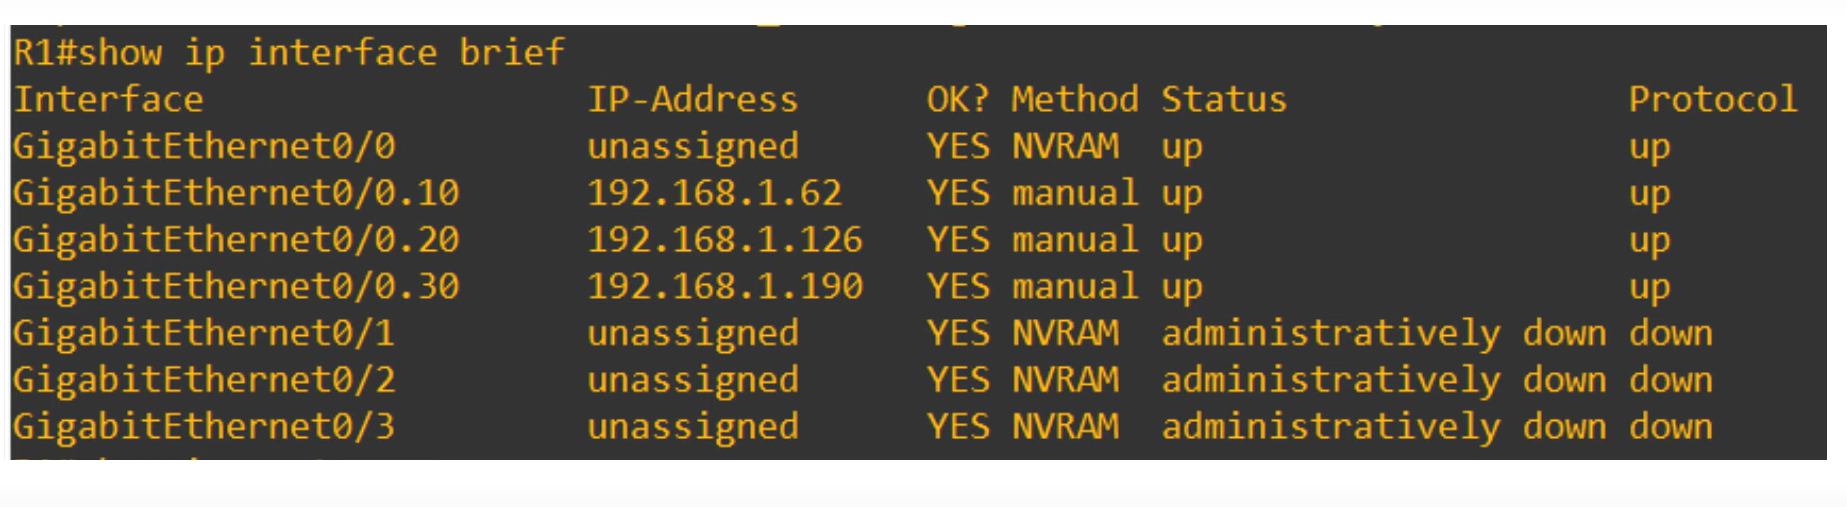 R1#show ip interface brief
Interface IP-Address OK? Method Status Protocol
GigabitEthernet0/0 unassigned YES NVRAM up up
GigabitEthernet0/0.10 192.168.1.62 YES manual up up
GigabitEthernet0/0.20 192.168.1.126 YES manual up up
GigabitEthernet0/0.30 192.168.1.190 YES manual up up
GigabitEthernet0/1 unassigned YES NVRAM administratively down down
GigabitEthernet0/2 unassigned YES NVRAM administratively down down
GigabitEthernet0/3 unassigned YES NVRAM administratively down down